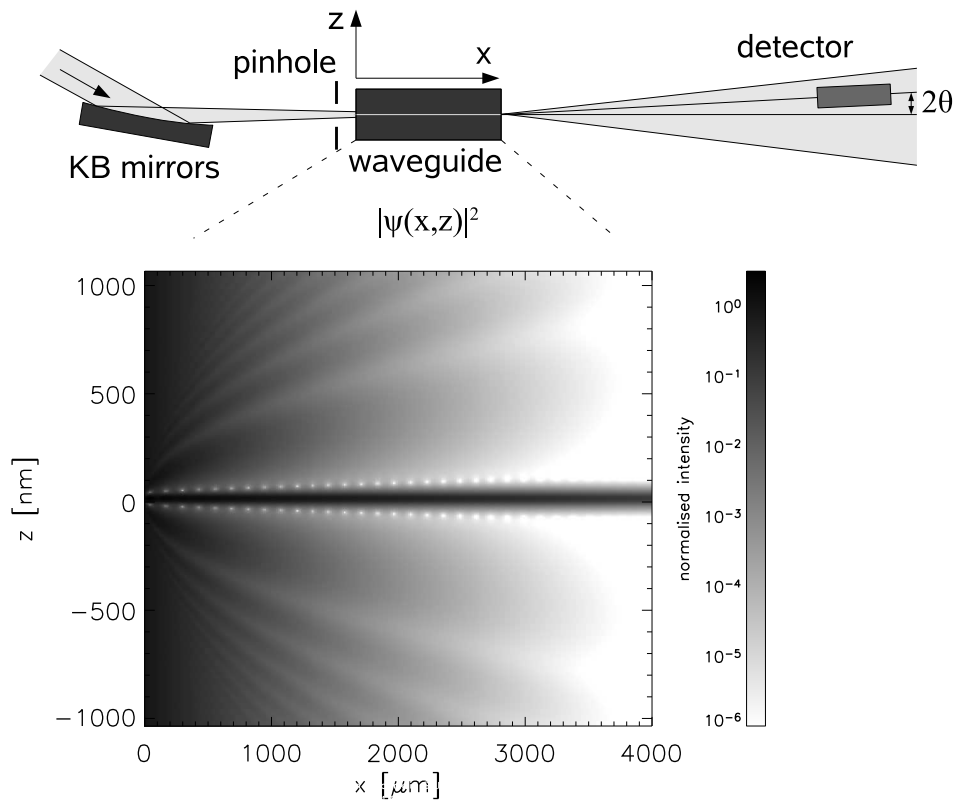 z
x
detector
pinhole
2θ
KB mirrors
waveguide
|ψ(x,z)|²
1000
500
0
−500
−1000
z [nm]
0 1000 2000 3000 4000
x [μm]
10⁰
10⁻¹
10⁻²
10⁻³
10⁻⁴
10⁻⁵
10⁻⁶
normalised intensity